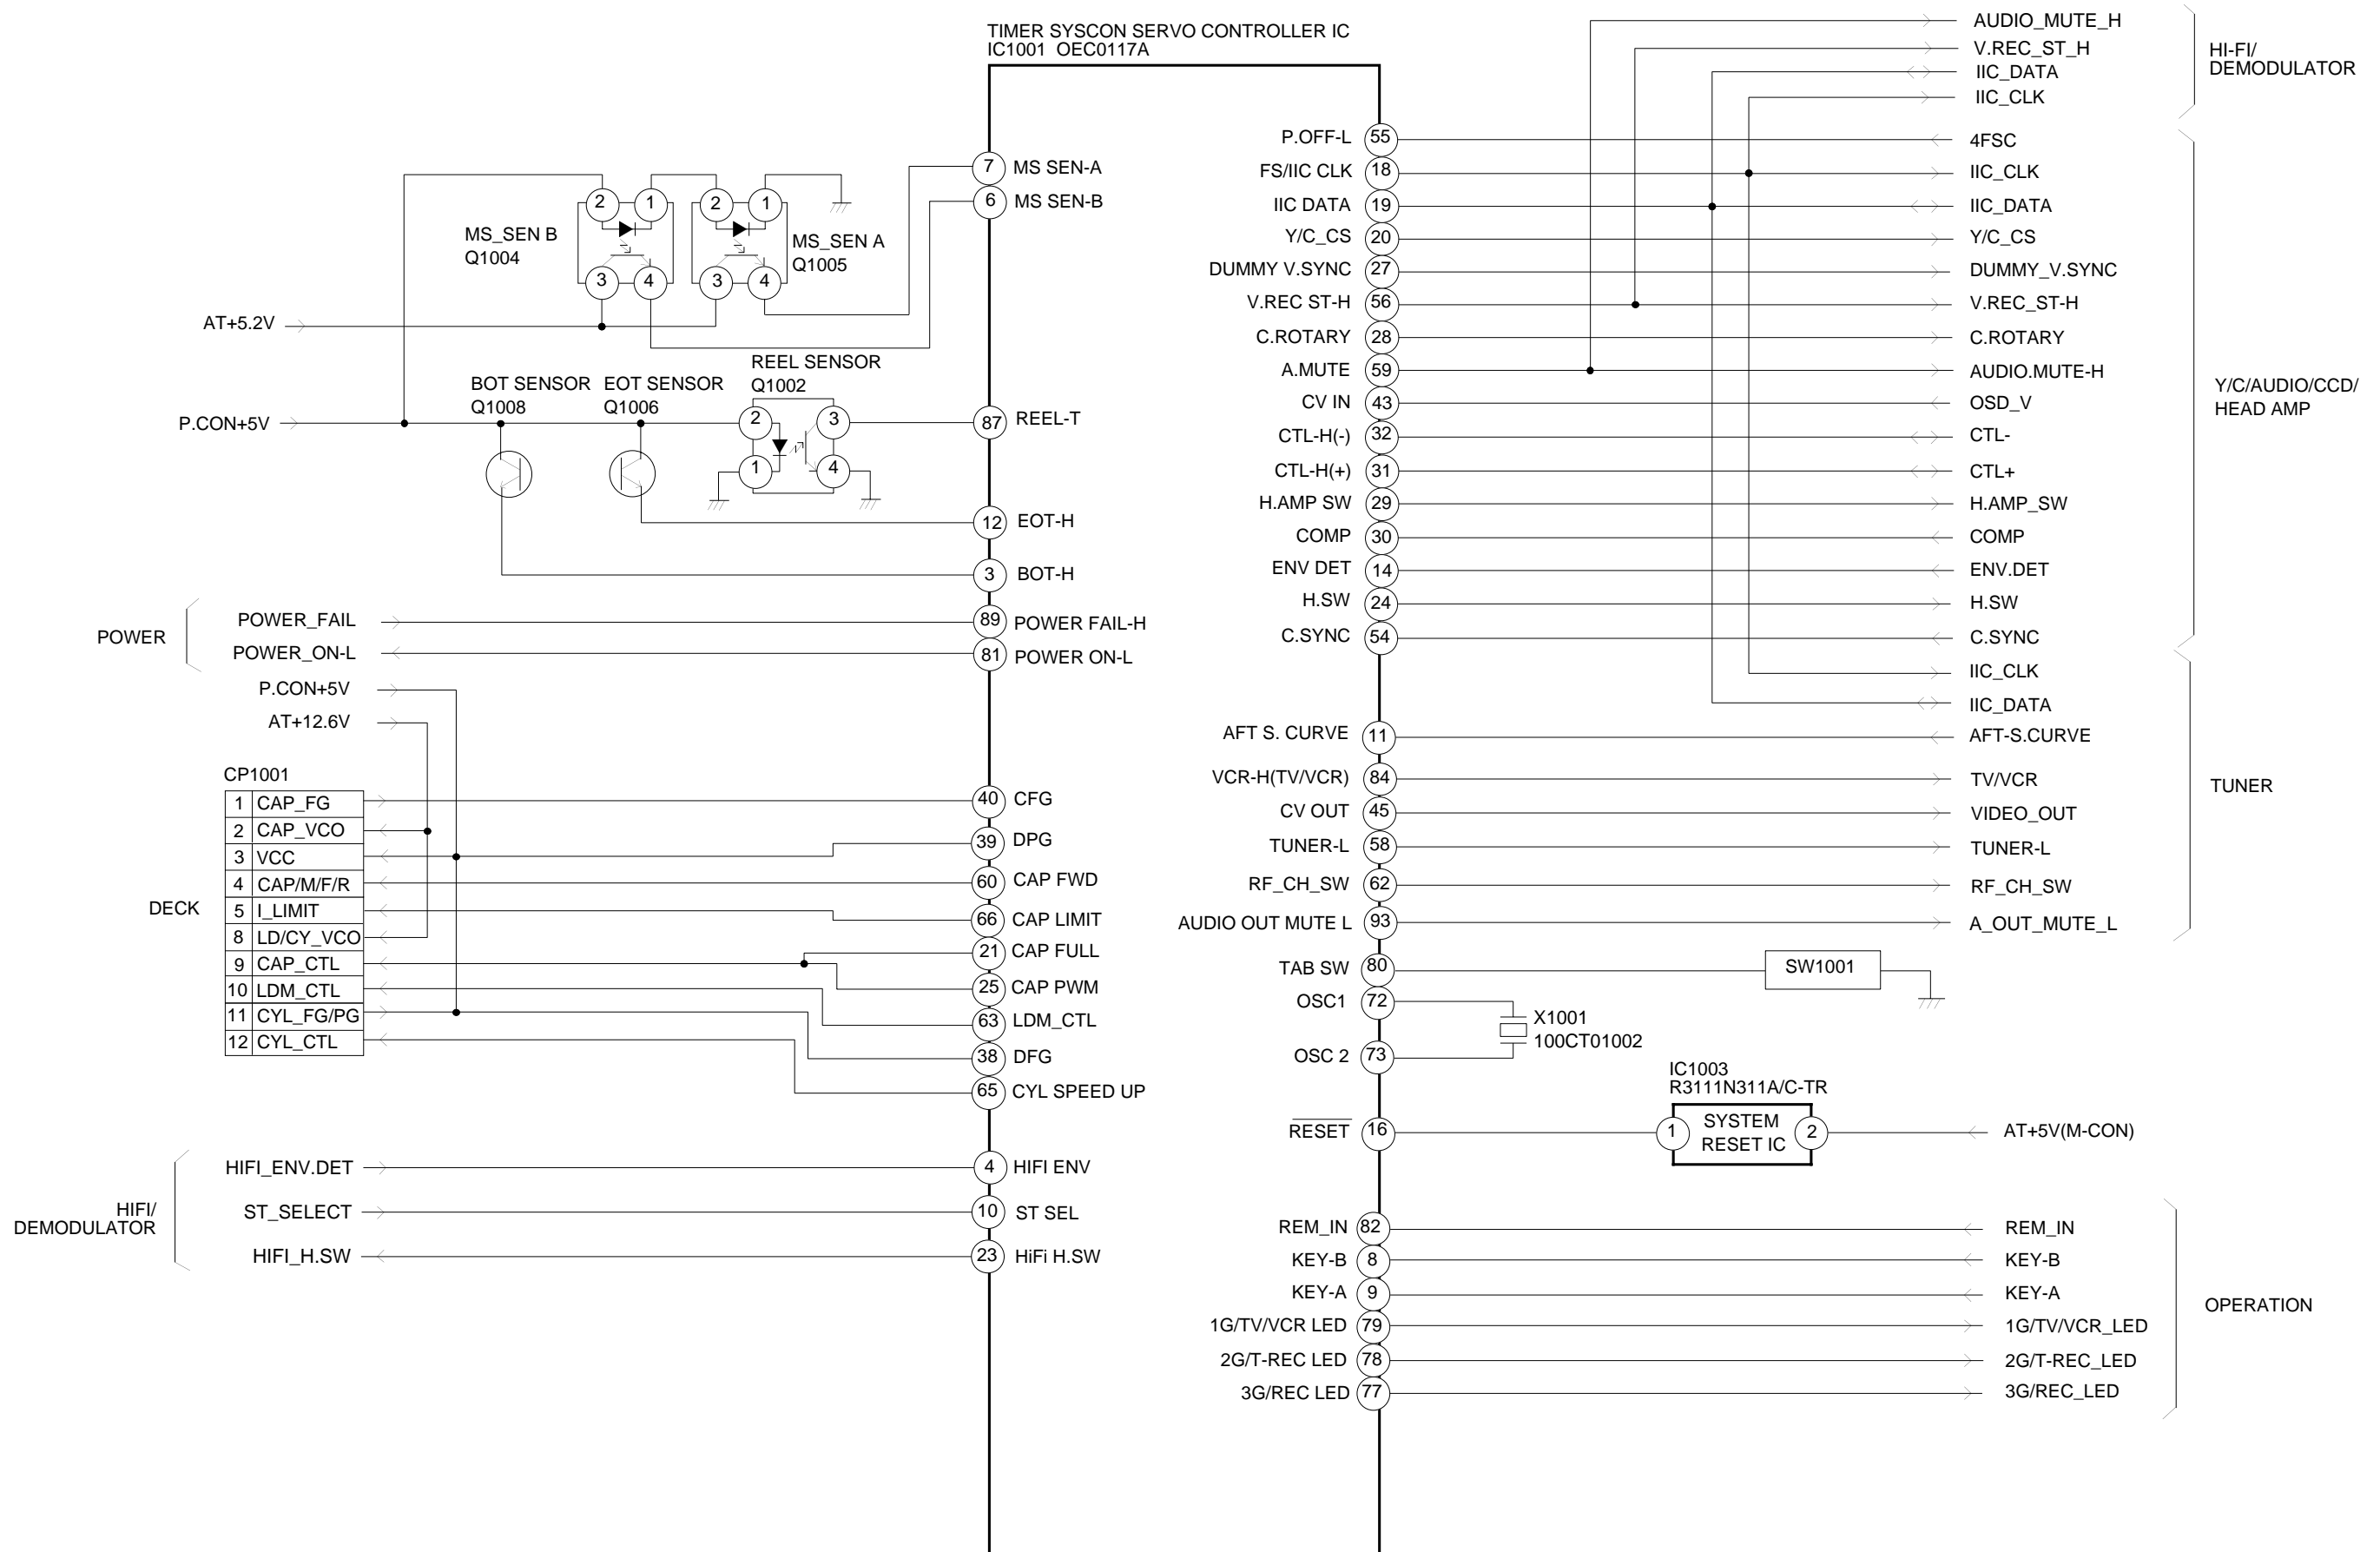 TIMER SYSCON SERVO CONTROLLER IC
IC1001 OEC0117A
AUDIO_MUTE_H
V.REC_ST_H
IIC_DATA
IIC_CLK
HI-FI/
DEMODULATOR
MS_SEN B
Q1004
2
1
3
4
2
1
3
4
MS_SEN A
Q1005
AT+5.2V
P.CON+5V
BOT SENSOR
Q1008
EOT SENSOR
Q1006
REEL SENSOR
Q1002
2
3
1
4
7 MS SEN-A
6 MS SEN-B
87 REEL-T
12 EOT-H
3 BOT-H
POWER
POWER_FAIL
89 POWER FAIL-H
POWER_ON-L
81 POWER ON-L
P.CON+5V
AT+12.6V
CP1001
DECK
1 CAP_FG
2 CAP_VCO
3 VCC
4 CAP/M/F/R
5 I_LIMIT
8 LD/CY_VCO
9 CAP_CTL
10 LDM_CTL
11 CYL_FG/PG
12 CYL_CTL
40 CFG
39 DPG
60 CAP FWD
66 CAP LIMIT
21 CAP FULL
25 CAP PWM
63 LDM_CTL
38 DFG
65 CYL SPEED UP
HIFI/
DEMODULATOR
HIFI_ENV.DET
4 HIFI ENV
ST_SELECT
10 ST SEL
HIFI_H.SW
23 HiFi H.SW
P.OFF-L 55 4FSC
FS/IIC CLK 18 IIC_CLK
IIC DATA 19 IIC_DATA
Y/C_CS 20 Y/C_CS
DUMMY V.SYNC 27 DUMMY_V.SYNC
V.REC ST-H 56 V.REC_ST-H
C.ROTARY 28 C.ROTARY
A.MUTE 59 AUDIO.MUTE-H
CV IN 43 OSD_V
CTL-H(-) 32 CTL-
CTL-H(+) 31 CTL+
H.AMP SW 29 H.AMP_SW
COMP 30 COMP
ENV DET 14 ENV.DET
H.SW 24 H.SW
C.SYNC 54 C.SYNC
Y/C/AUDIO/CCD/
HEAD AMP
IIC_CLK
IIC_DATA
AFT S. CURVE 11 AFT-S.CURVE
VCR-H(TV/VCR) 84 TV/VCR
CV OUT 45 VIDEO_OUT
TUNER-L 58 TUNER-L
RF_CH_SW 62 RF_CH_SW
AUDIO OUT MUTE L 93 A_OUT_MUTE_L
TUNER
TAB SW 80 SW1001
OSC1 72
X1001
100CT01002
OSC 2 73
IC1003
R3111N311A/C-TR
RESET 16 1 SYSTEM
RESET IC 2 AT+5V(M-CON)
REM_IN 82 REM_IN
KEY-B 8 KEY-B
KEY-A 9 KEY-A
1G/TV/VCR LED 79 1G/TV/VCR_LED
2G/T-REC LED 78 2G/T-REC_LED
3G/REC LED 77 3G/REC_LED
OPERATION